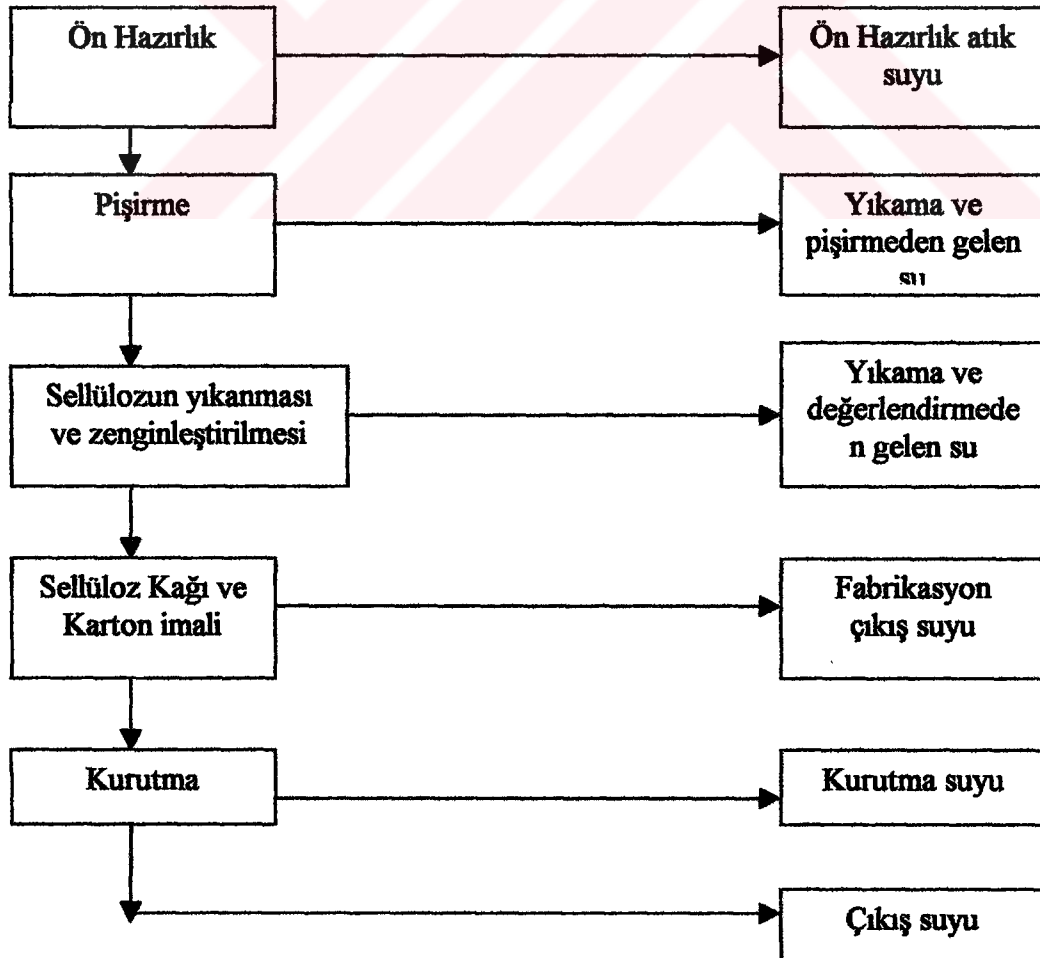 Ön Hazırlık
Ön Hazırlık atık
suyu
Pişirme
Yıkama ve
pişirmeden gelen
su
Sellülozun yıkanması
ve zenginleştirilmesi
Yıkama ve
değerlendirmede
n gelen su
Sellüloz Kağı ve
Karton imali
Fabrikasyon
çıkış suyu
Kurutma
Kurutma suyu
Çıkış suyu